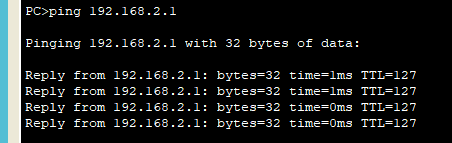 PC>ping 192.168.2.1
Pinging 192.168.2.1 with 32 bytes of data:
Reply from 192.168.2.1: bytes=32 time=1ms TTL=127
Reply from 192.168.2.1: bytes=32 time=1ms TTL=127
Reply from 192.168.2.1: bytes=32 time=0ms TTL=127
Reply from 192.168.2.1: bytes=32 time=0ms TTL=127